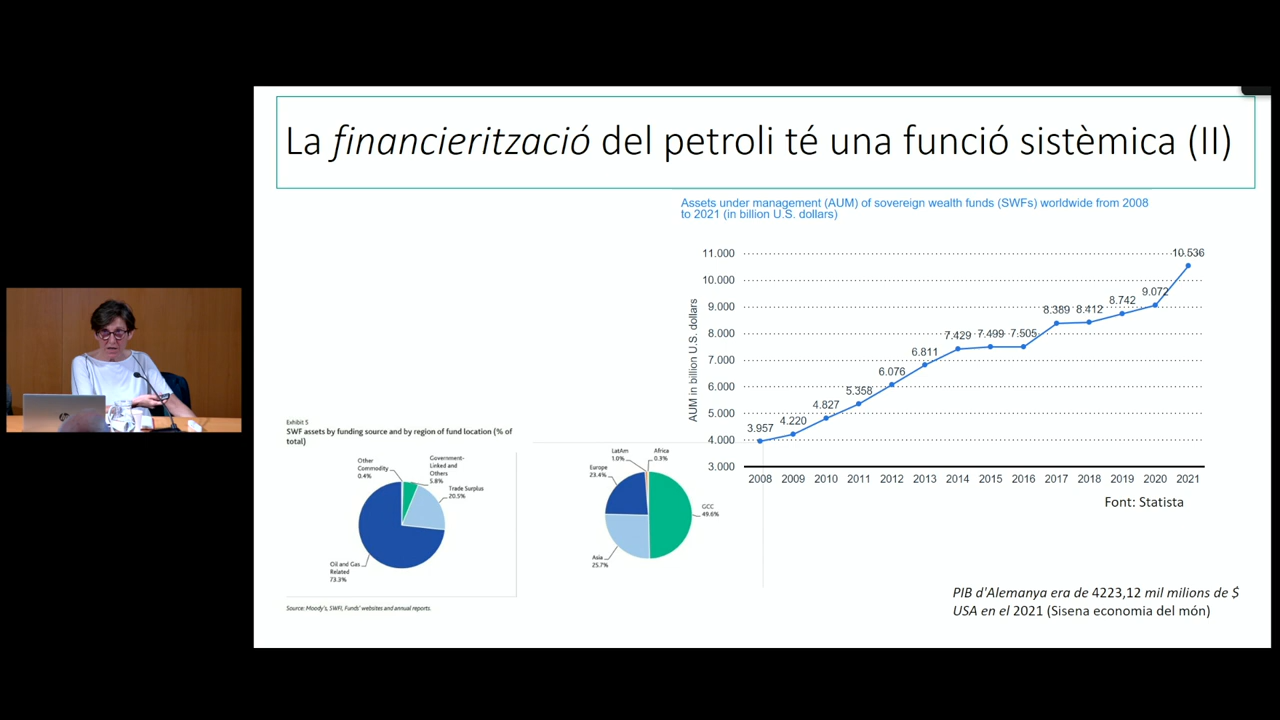 La financierització del petroli té una funció sistèmica (II)
Assets under management (AUM) of sovereign wealth funds (SWFs) worldwide from 2008
to 2021 (in billion U.S. dollars)
AUM in billion U.S. dollars
11.000
10.000
9.000
8.000
7.000
6.000
5.000
4.000
3.000
3.957
4.220
4.827
5.358
6.076
6.811
7.429
7.499
7.505
8.389
8.412
8.742
9.072
10.536
2008 2009 2010 2011 2012 2013 2014 2015 2016 2017 2018 2019 2020 2021
Font: Statista
Exhibit 5
SWF assets by funding source and by region of fund location (% of
total)
Other
Commodity
0.4%
Government-
Linked and
Others
5.8%
Trade Surplus
20.5%
Oil and Gas
Related
73.3%
LatAm
1.0%
Africa
0.3%
Europe
23.4%
GCC
49.6%
Asia
25.7%
Source: Moody's, SWFI, Funds' websites and annual reports.
PIB d'Alemanya era de 4223,12 mil milions de $
USA en el 2021 (Sisena economia del món)